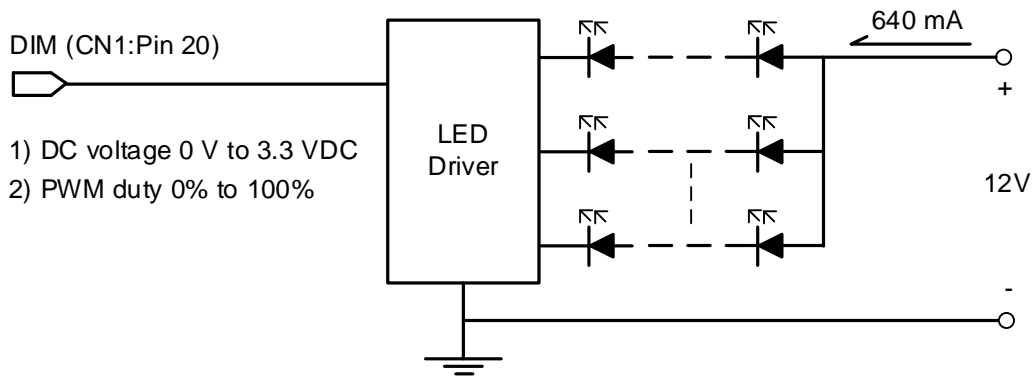 640 mA
DIM (CN1:Pin 20)
+
LED
Driver
1) DC voltage 0 V to 3.3 VDC
2) PWM duty 0% to 100%
12V
-